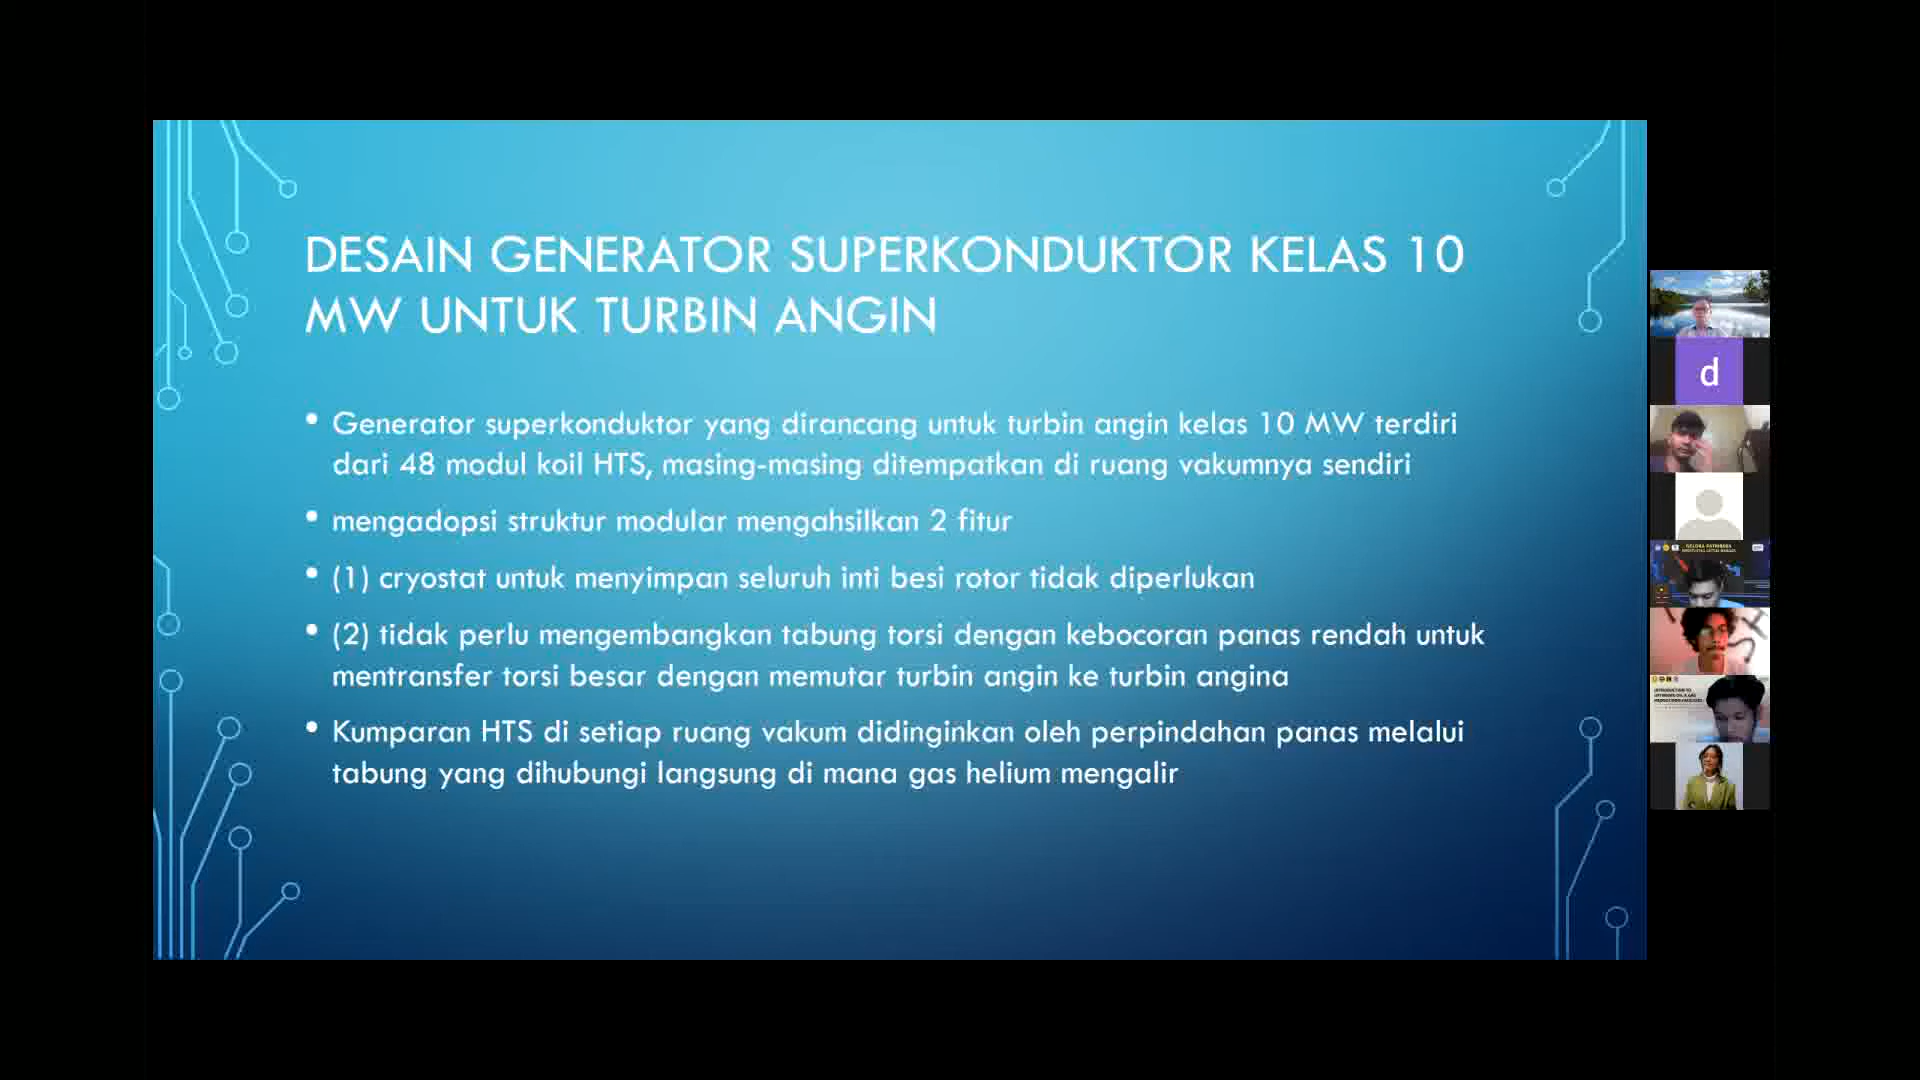 DESAIN GENERATOR SUPERKONDUKTOR KELAS 10
MW UNTUK TURBIN ANGIN
• Generator superkonduktor yang dirancang untuk turbin angin kelas 10 MW terdiri
dari 48 modul koil HTS, masing-masing ditempatkan di ruang vakumnya sendiri
• mengadopsi struktur modular mengahsilkan 2 fitur
• (1) cryostat untuk menyimpan seluruh inti besi rotor tidak diperlukan
• (2) tidak perlu mengembangkan tabung torsi dengan kebocoran panas rendah untuk
mentransfer torsi besar dengan memutar turbin angin ke turbin angina
• Kumparan HTS di setiap ruang vakum didinginkan oleh perpindahan panas melalui
tabung yang dihubungi langsung di mana gas helium mengalir
d